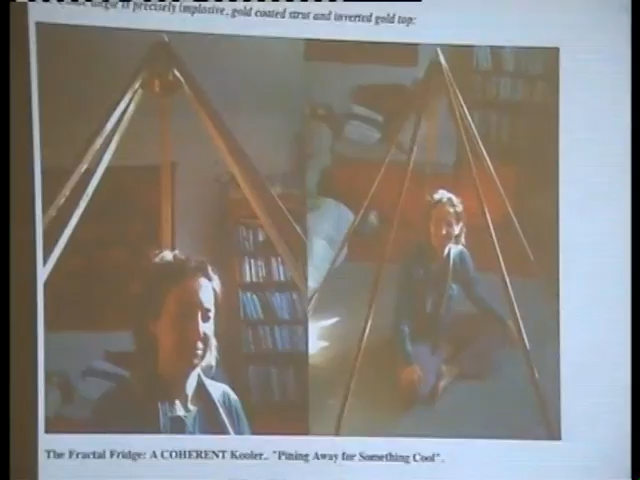 is precisely implosive, gold coated strut and inverted gold top:
The Fractal Fridge: A COHERENT Kooler.. "Pining Away for Something Cool".